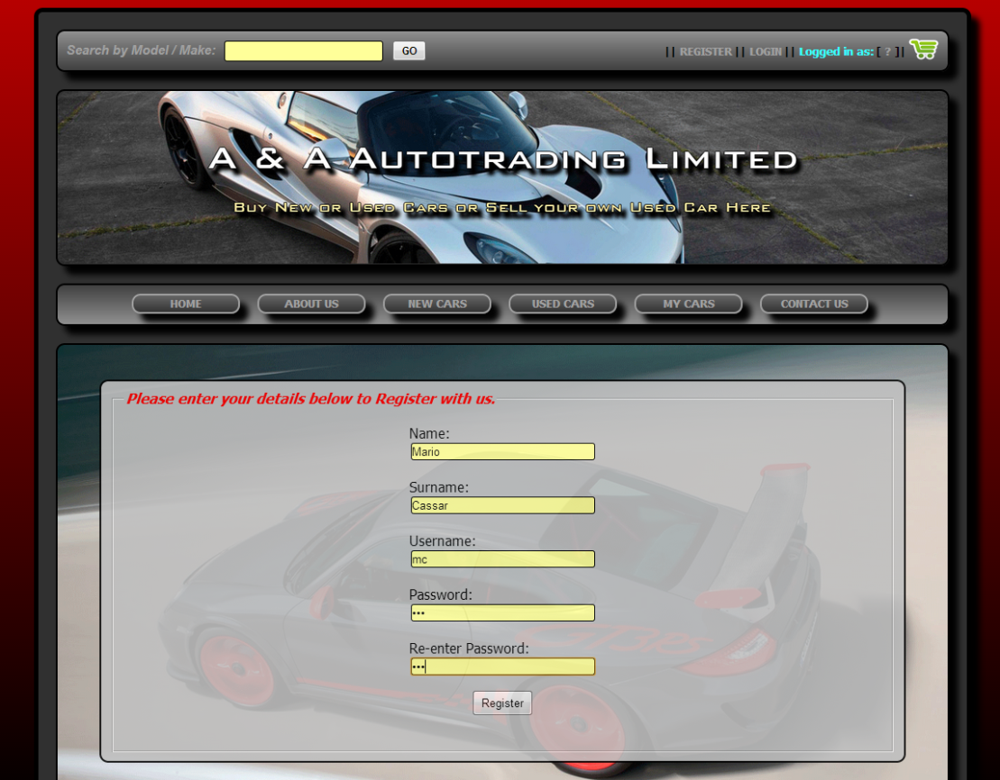 Search by Model / Make: GO || REGISTER || LOGIN || Logged in as: [ ? ]|
A & A Autotrading Limited
Buy New or Used Cars or Sell your own Used Car Here
HOME ABOUT US NEW CARS USED CARS MY CARS CONTACT US
Please enter your details below to Register with us.
Name:
Mario
Surname:
Cassar
Username:
mc
Password:
•••
Re-enter Password:
•••
GT3 RS
Register